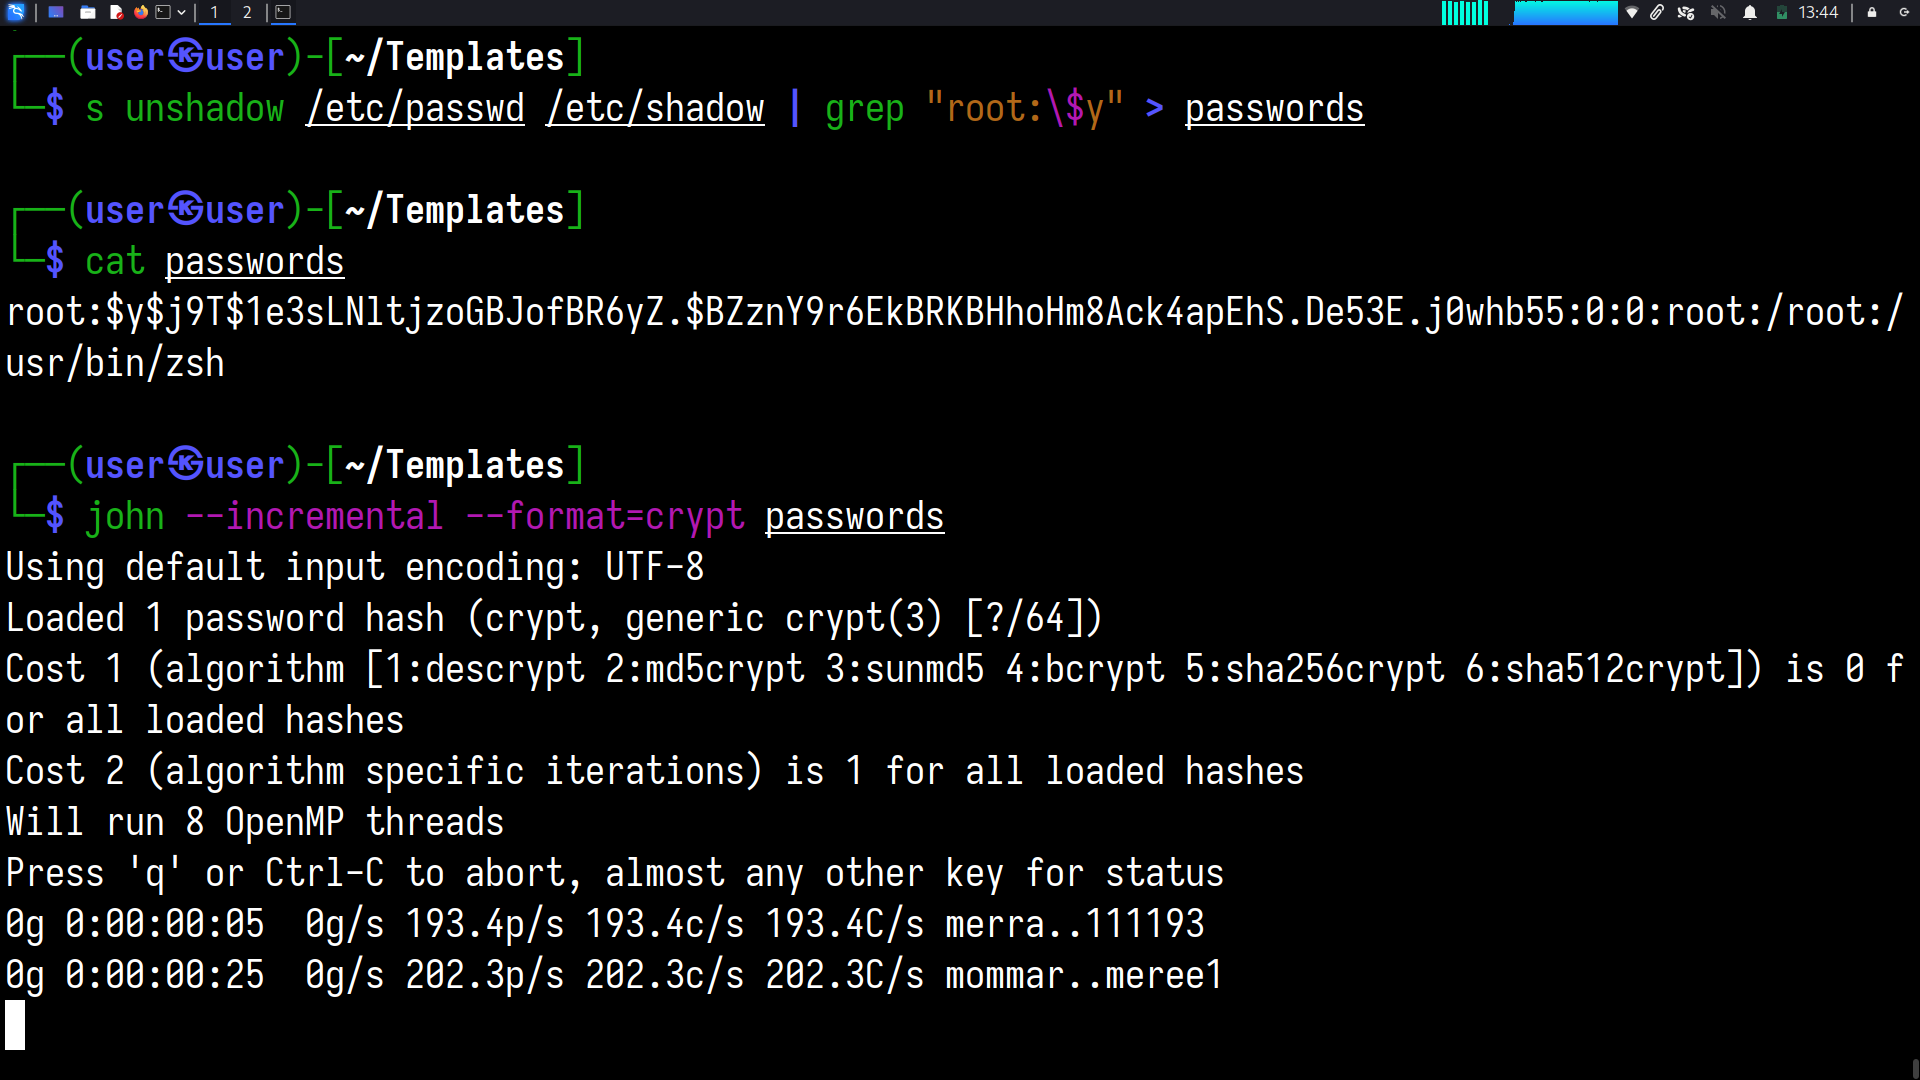 1 2 13:44
┌──(user㉿user)-[~/Templates]
└─$ s unshadow /etc/passwd /etc/shadow | grep "root:\$y" > passwords
┌──(user㉿user)-[~/Templates]
└─$ cat passwords
root:$y$j9T$1e3sLNltjzoGBJofBR6yZ.$BZznY9r6EkBRKBHhoHm8Ack4apEhS.De53E.j0whb55:0:0:root:/root:/
usr/bin/zsh
┌──(user㉿user)-[~/Templates]
└─$ john --incremental --format=crypt passwords
Using default input encoding: UTF-8
Loaded 1 password hash (crypt, generic crypt(3) [?/64])
Cost 1 (algorithm [1:descrypt 2:md5crypt 3:sunmd5 4:bcrypt 5:sha256crypt 6:sha512crypt]) is 0 f
or all loaded hashes
Cost 2 (algorithm specific iterations) is 1 for all loaded hashes
Will run 8 OpenMP threads
Press 'q' or Ctrl-C to abort, almost any other key for status
0g 0:00:00:05  0g/s 193.4p/s 193.4c/s 193.4C/s merra..111193
0g 0:00:00:25  0g/s 202.3p/s 202.3c/s 202.3C/s mommar..meree1